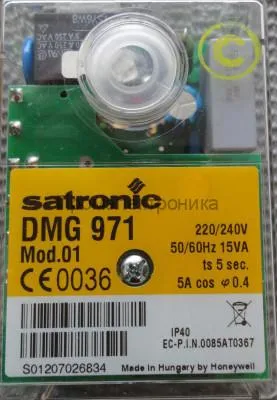 satronic
DMG 971
Mod.01
CE 0036
220/240V
50/60Hz 15VA
ts 5 sec.
5A cos φ 0.4
IP40
EC-P.I.N.0085AT0367
S01207026834
Made in Hungary by Honeywell